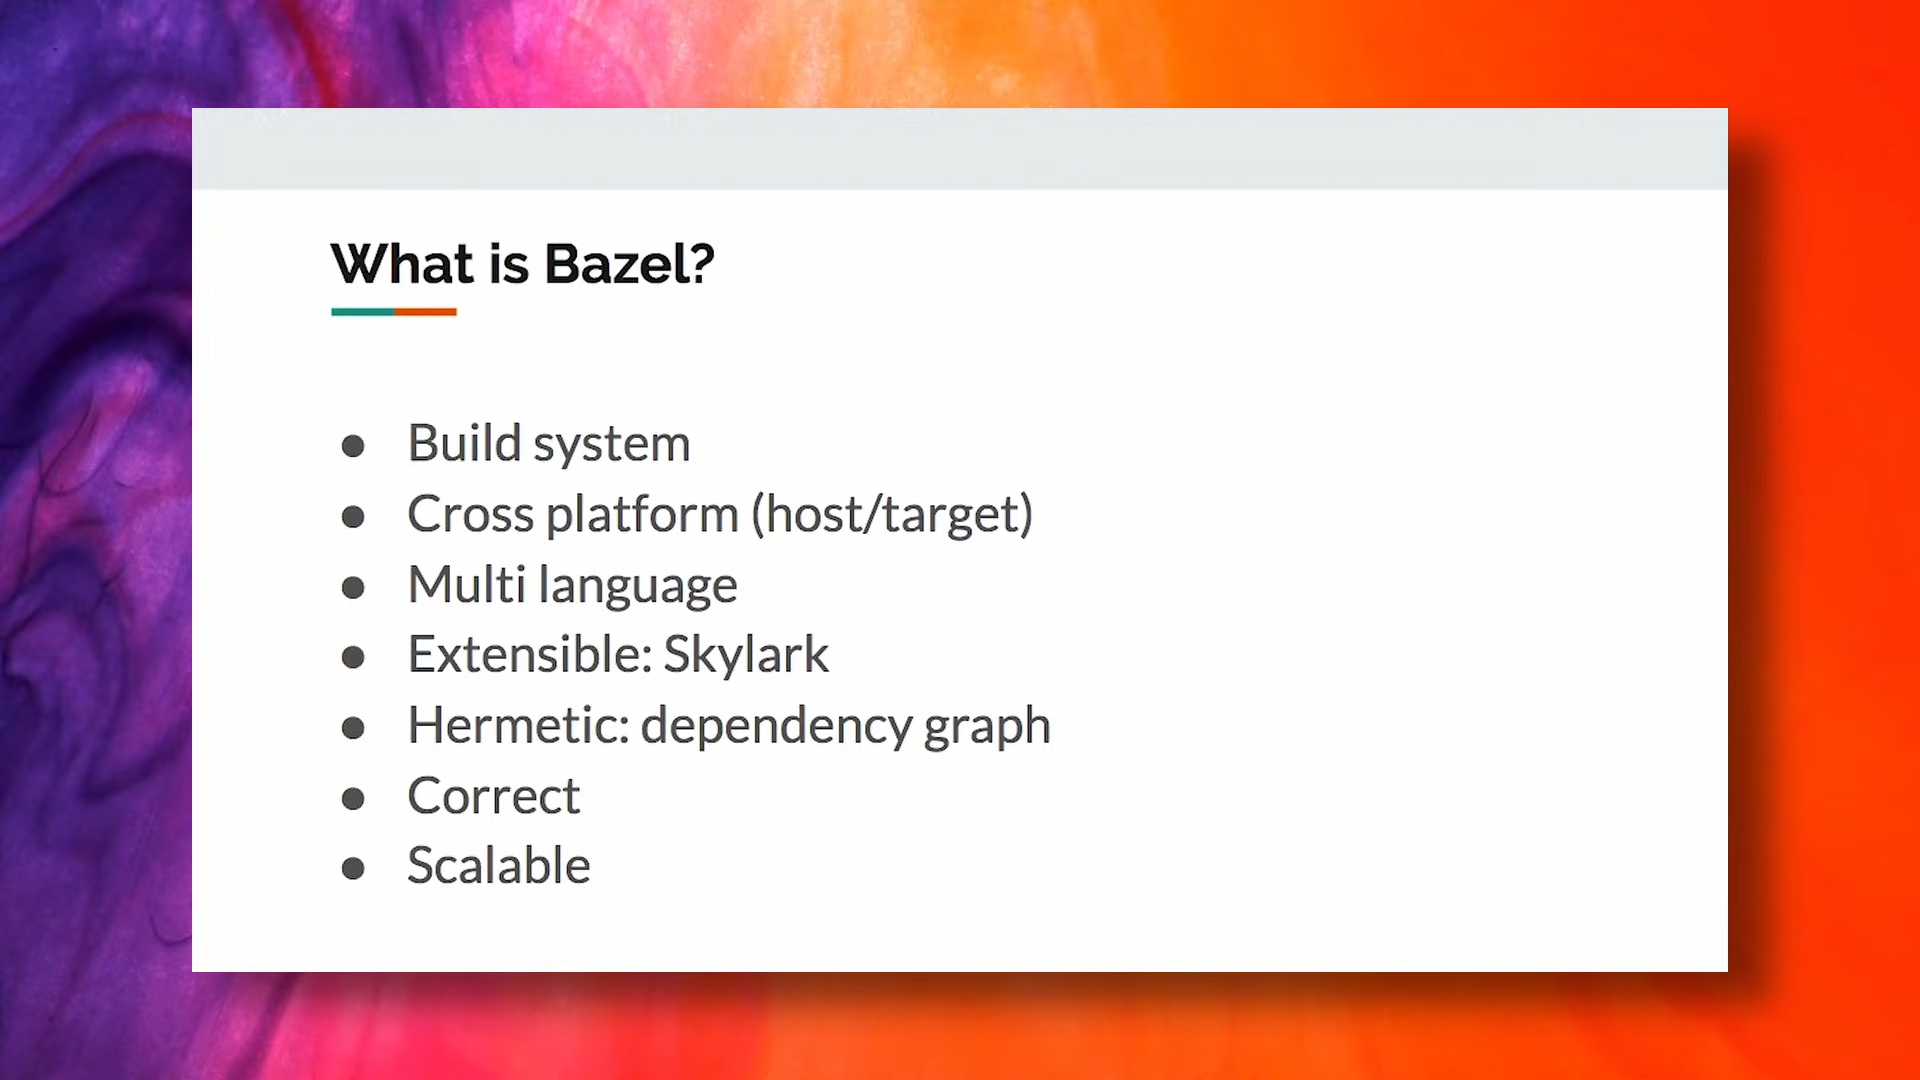 What is Bazel?
● Build system
● Cross platform (host/target)
● Multi language
● Extensible: Skylark
● Hermetic: dependency graph
● Correct
● Scalable